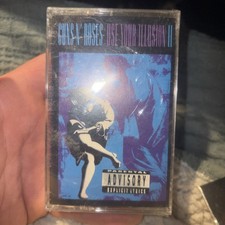 GUNS N' ROSES USE YOUR ILLUSION II
PARENTAL
ADVISORY
EXPLICIT LYRICS